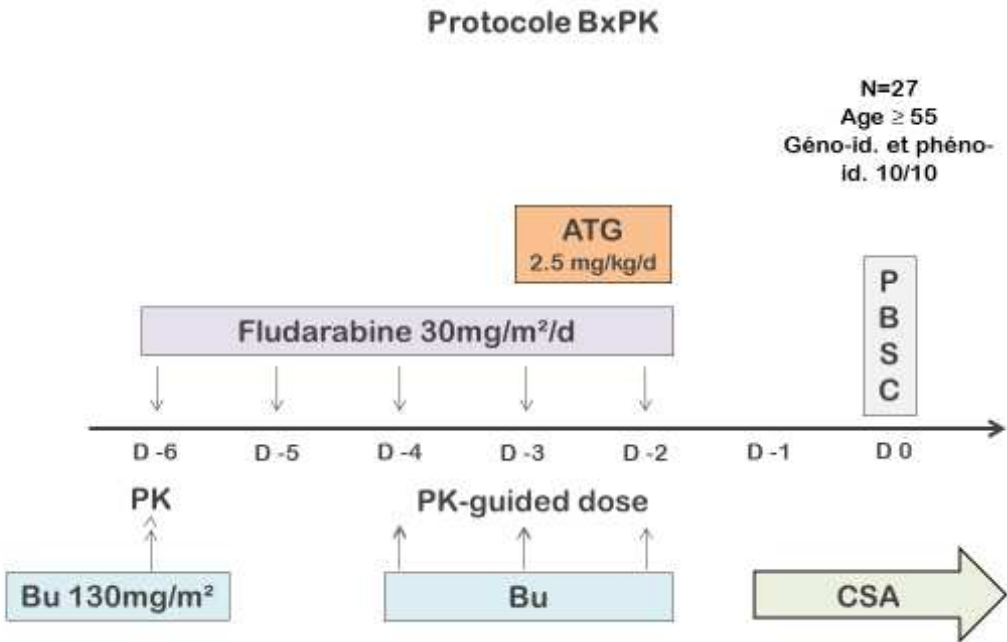 Protocole BxPK
N=27
Age ≥ 55
Géno-id. et phéno-
id. 10/10
ATG
2.5 mg/kg/d
Fludarabine 30mg/m²/d
P
B
S
C
D -6 D -5 D -4 D -3 D -2 D -1 D 0
PK PK-guided dose
Bu 130mg/m² Bu CSA